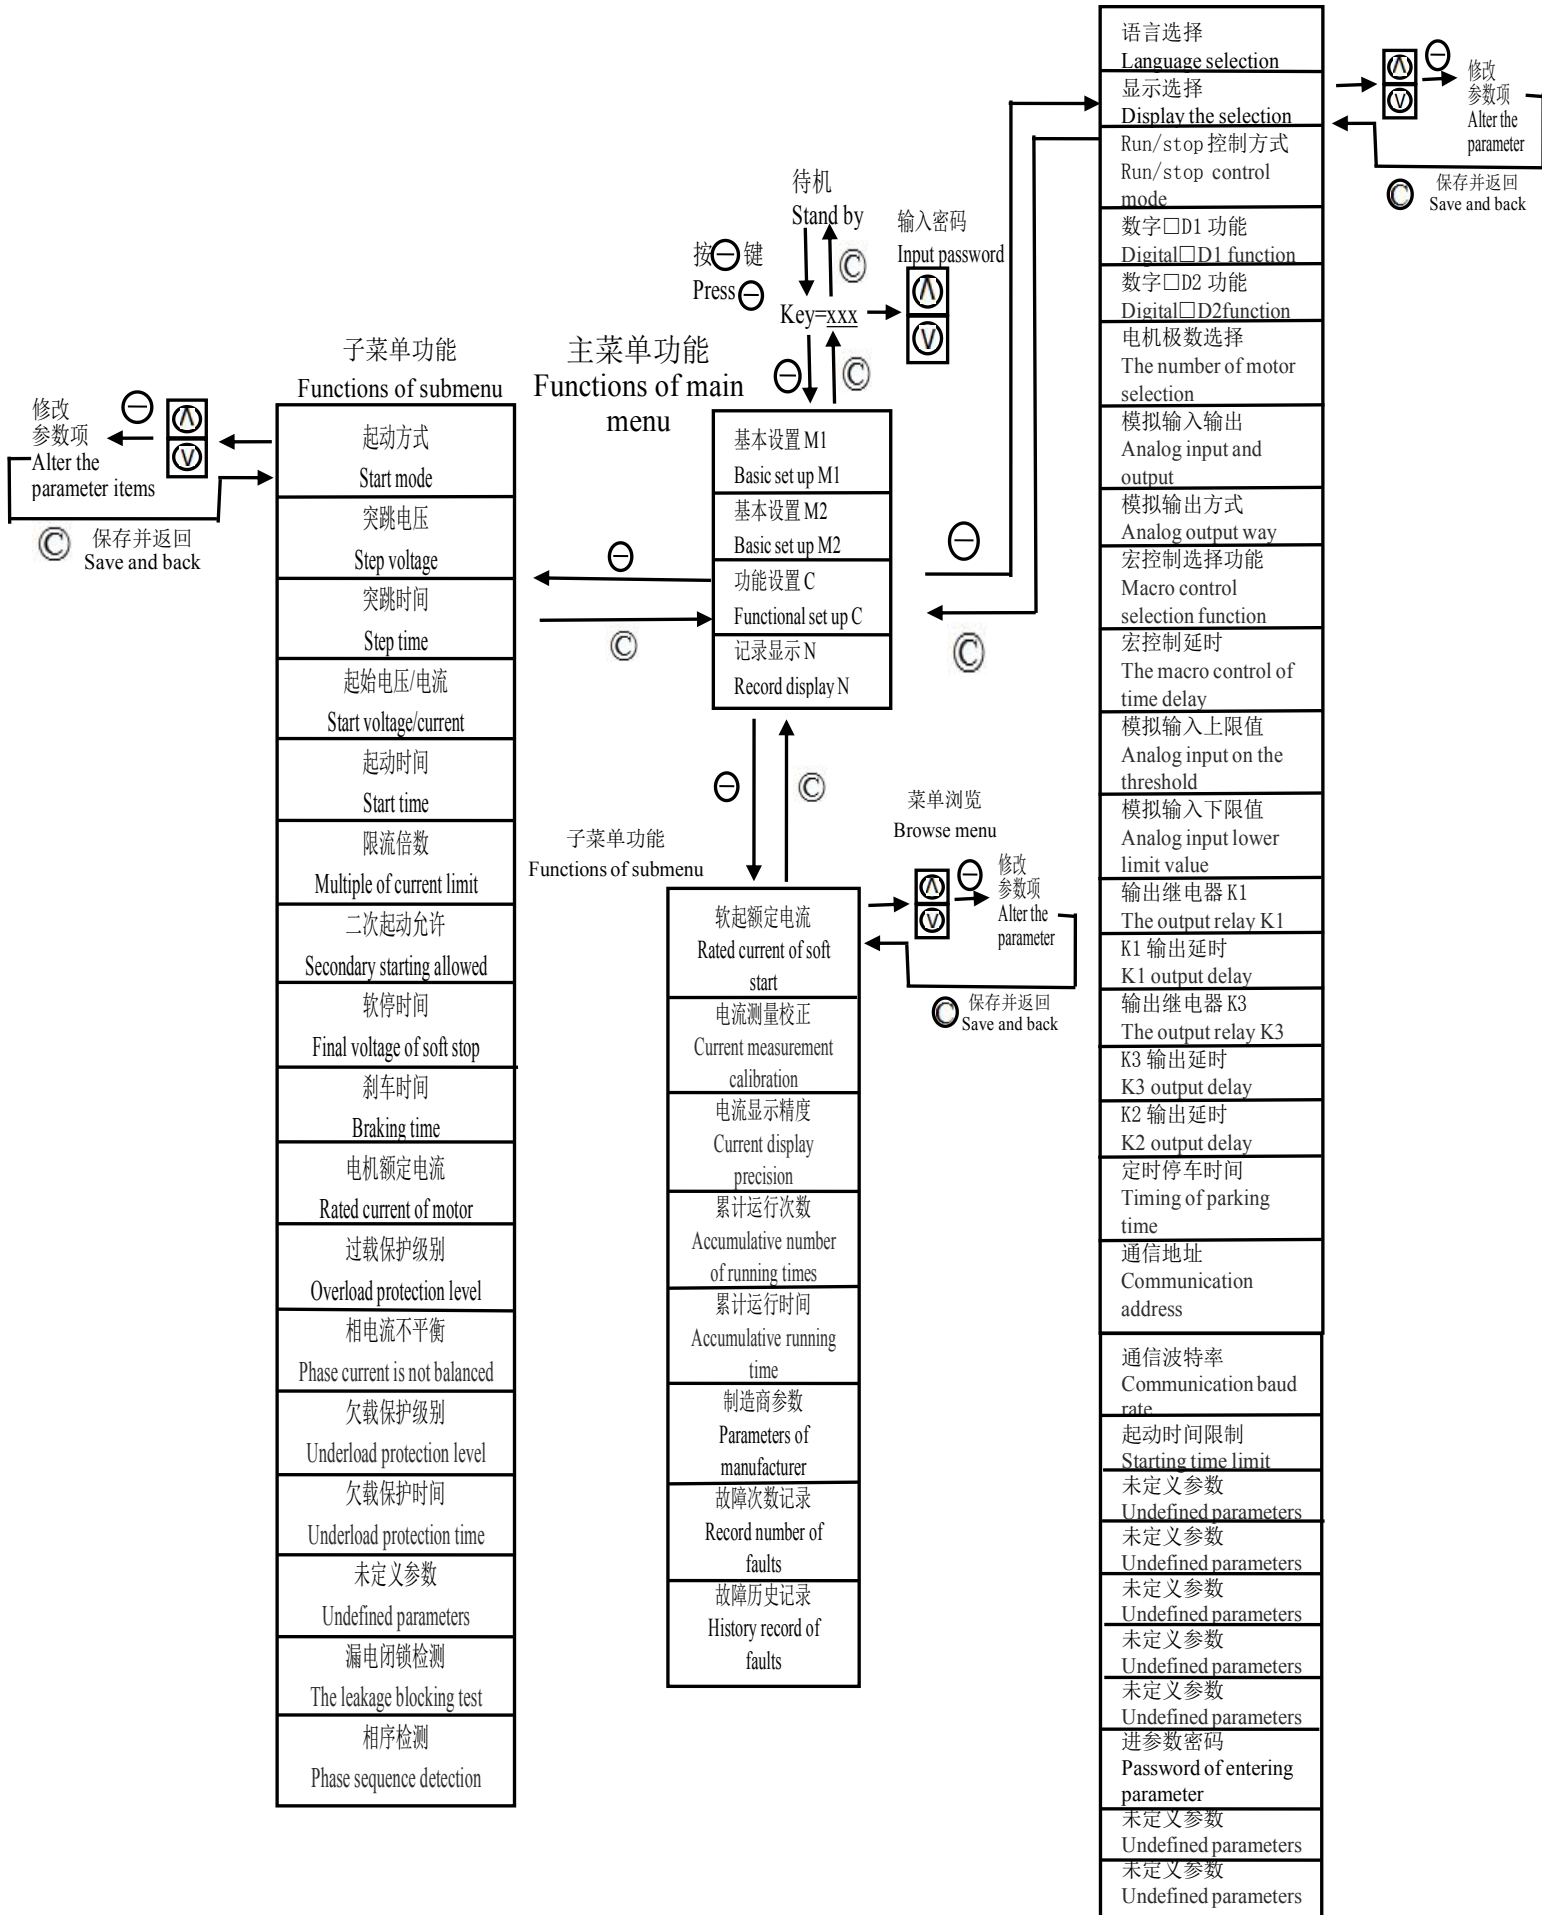 待机
Stand by
按⊖键
Press⊖
Ⓒ
输入密码
Input password
Key=xxx
∧
∨
⊖
Ⓒ
子菜单功能
Functions of submenu
主菜单功能
Functions of main
menu
修改
参数项
Alter the
parameter items
⊖
∧
∨
Ⓒ
保存并返回
Save and back
起动方式
Start mode
突跳电压
Step voltage
突跳时间
Step time
起始电压/电流
Start voltage/current
起动时间
Start time
限流倍数
Multiple of current limit
二次起动允许
Secondary starting allowed
软停时间
Final voltage of soft stop
刹车时间
Braking time
电机额定电流
Rated current of motor
过载保护级别
Overload protection level
相电流不平衡
Phase current is not balanced
欠载保护级别
Underload protection level
欠载保护时间
Underload protection time
未定义参数
Undefined parameters
漏电闭锁检测
The leakage blocking test
相序检测
Phase sequence detection
⊖
Ⓒ
基本设置 M1
Basic set up M1
基本设置 M2
Basic set up M2
功能设置 C
Functional set up C
记录显示 N
Record display N
⊖
Ⓒ
⊖
Ⓒ
子菜单功能
Functions of submenu
菜单浏览
Browse menu
∧
∨
⊖
修改
参数项
Alter the
parameter
Ⓒ
保存并返回
Save and back
软起额定电流
Rated current of soft
start
电流测量校正
Current measurement
calibration
电流显示精度
Current display
precision
累计运行次数
Accumulative number
of running times
累计运行时间
Accumulative running
time
制造商参数
Parameters of
manufacturer
故障次数记录
Record number of
faults
故障历史记录
History record of
faults
语言选择
Language selection
显示选择
Display the selection
Run/stop 控制方式
Run/stop control
mode
数字□D1 功能
Digital□D1 function
数字□D2 功能
Digital□D2function
电机极数选择
The number of motor
selection
模拟输入输出
Analog input and
output
模拟输出方式
Analog output way
宏控制选择功能
Macro control
selection function
宏控制延时
The macro control of
time delay
模拟输入上限值
Analog input on the
threshold
模拟输入下限值
Analog input lower
limit value
输出继电器 K1
The output relay K1
K1 输出延时
K1 output delay
输出继电器 K3
The output relay K3
K3 输出延时
K3 output delay
K2 输出延时
K2 output delay
定时停车时间
Timing of parking
time
通信地址
Communication
address
通信波特率
Communication baud
rate
起动时间限制
Starting time limit
未定义参数
Undefined parameters
未定义参数
Undefined parameters
未定义参数
Undefined parameters
未定义参数
Undefined parameters
未定义参数
Undefined parameters
进参数密码
Password of entering
parameter
未定义参数
Undefined parameters
未定义参数
Undefined parameters
∧
∨
⊖
修改
参数项
Alter the
parameter
Ⓒ
保存并返回
Save and back